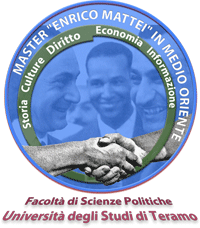 MASTER "ENRICO MATTEI" IN MEDIO ORIENTE
Storia Culture Diritto Economia Informazione
Facoltà di Scienze Politiche
Università degli Studi di Teramo